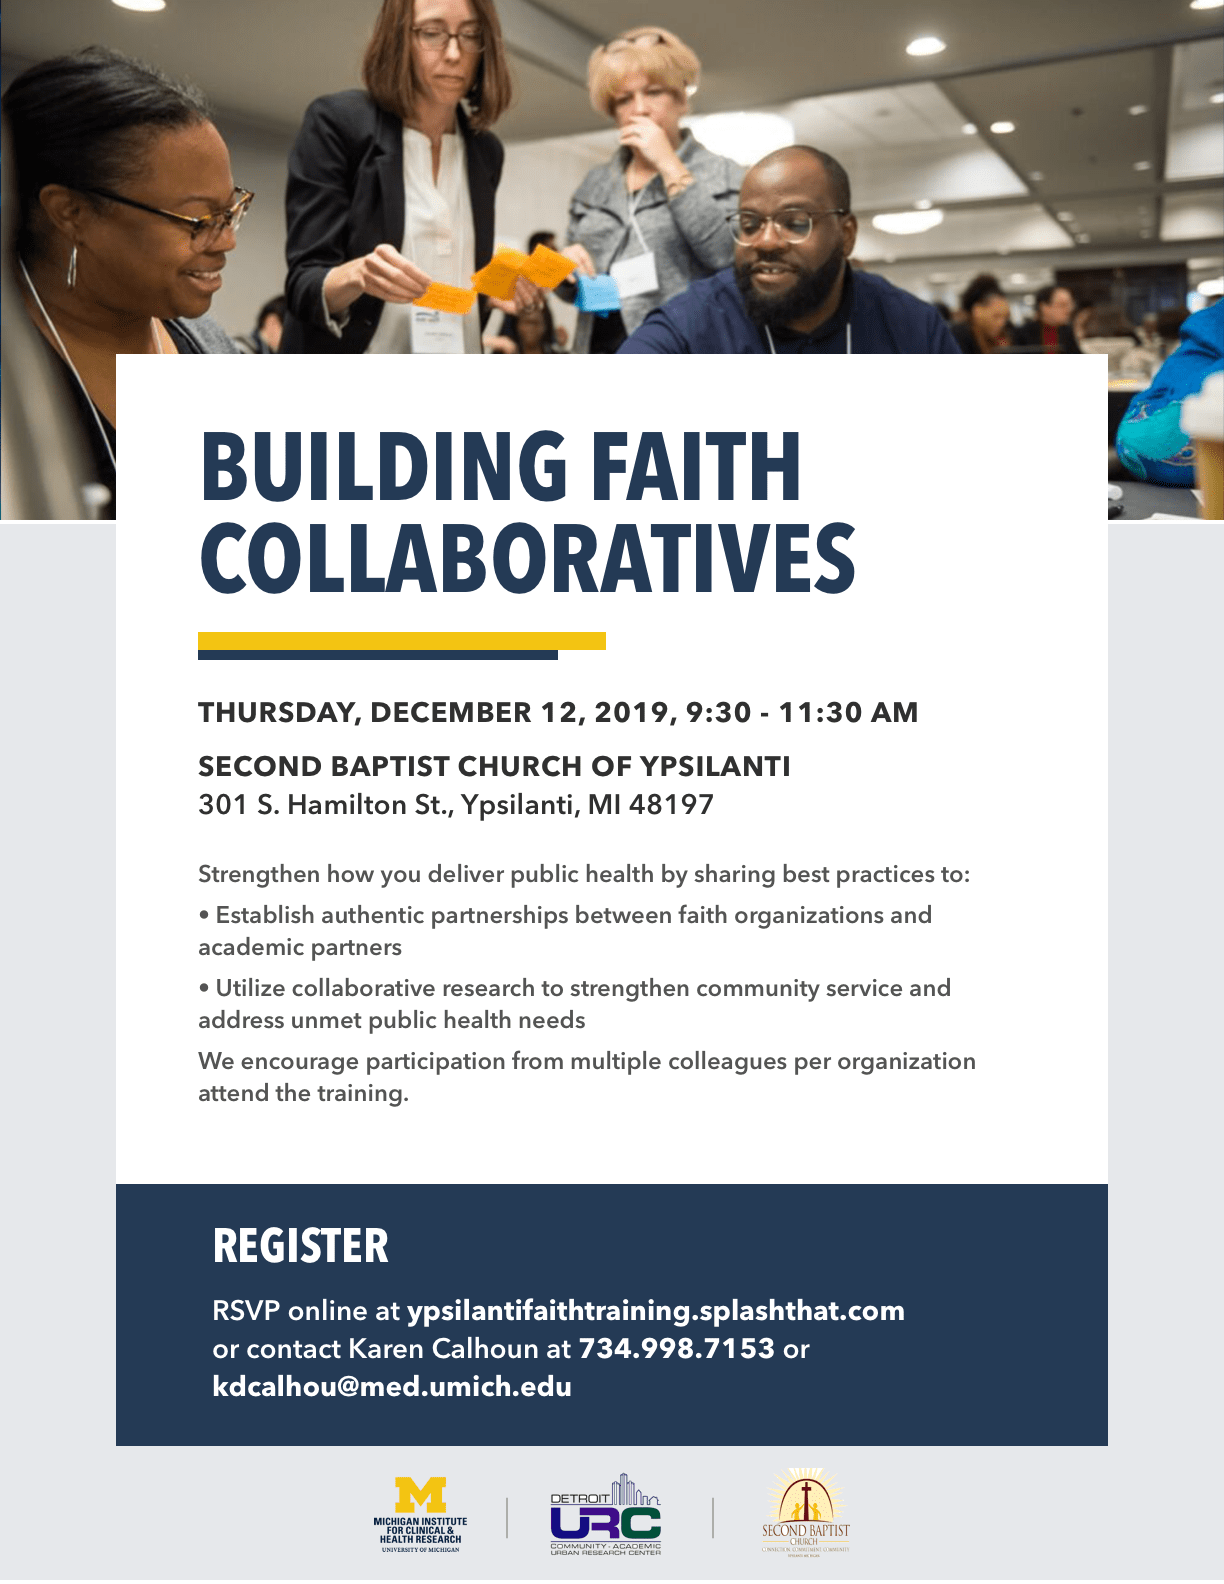 BUILDING FAITH
COLLABORATIVES
THURSDAY, DECEMBER 12, 2019, 9:30 - 11:30 AM
SECOND BAPTIST CHURCH OF YPSILANTI
301 S. Hamilton St., Ypsilanti, MI 48197
Strengthen how you deliver public health by sharing best practices to:
• Establish authentic partnerships between faith organizations and
academic partners
• Utilize collaborative research to strengthen community service and
address unmet public health needs
We encourage participation from multiple colleagues per organization
attend the training.
REGISTER
RSVP online at ypsilantifaithtraining.splashthat.com
or contact Karen Calhoun at 734.998.7153 or
kdcalhou@med.umich.edu
M
MICHIGAN INSTITUTE
FOR CLINICAL &
HEALTH RESEARCH
UNIVERSITY OF MICHIGAN
DETROIT
URC
COMMUNITY-ACADEMIC
URBAN RESEARCH CENTER
SECOND BAPTIST
CHURCH